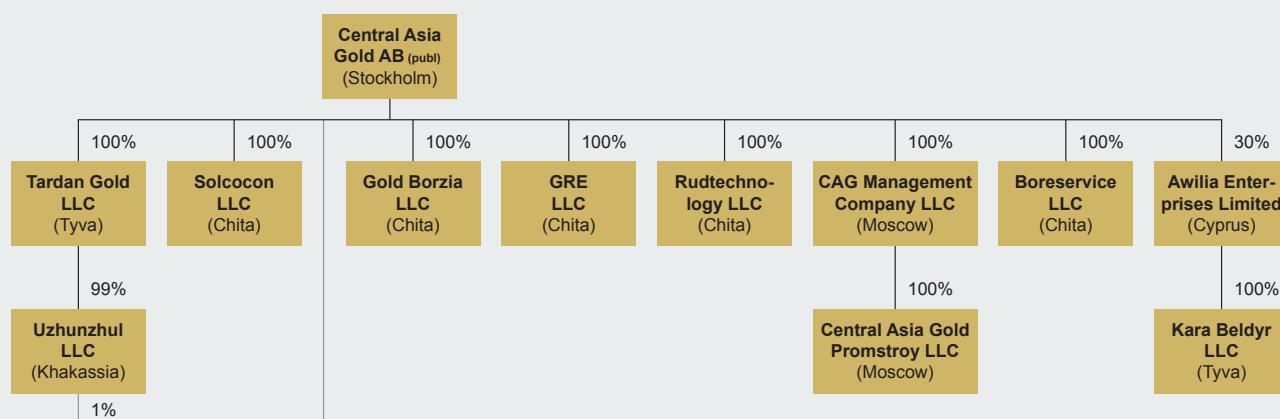 Central Asia
Gold AB (publ)
(Stockholm)
100%
100%
100%
100%
100%
100%
100%
30%
Tardan Gold
LLC
(Tyva)
Solcocon
LLC
(Chita)
Gold Borzia
LLC
(Chita)
GRE
LLC
(Chita)
Rudtechno-
logy LLC
(Chita)
CAG Management
Company LLC
(Moscow)
Boreservice
LLC
(Chita)
Awilia Enter-
prises Limited
(Cyprus)
99%
100%
100%
Uzhunzhul
LLC
(Khakassia)
Central Asia Gold
Promstroy LLC
(Moscow)
Kara Beldyr
LLC
(Tyva)
1%